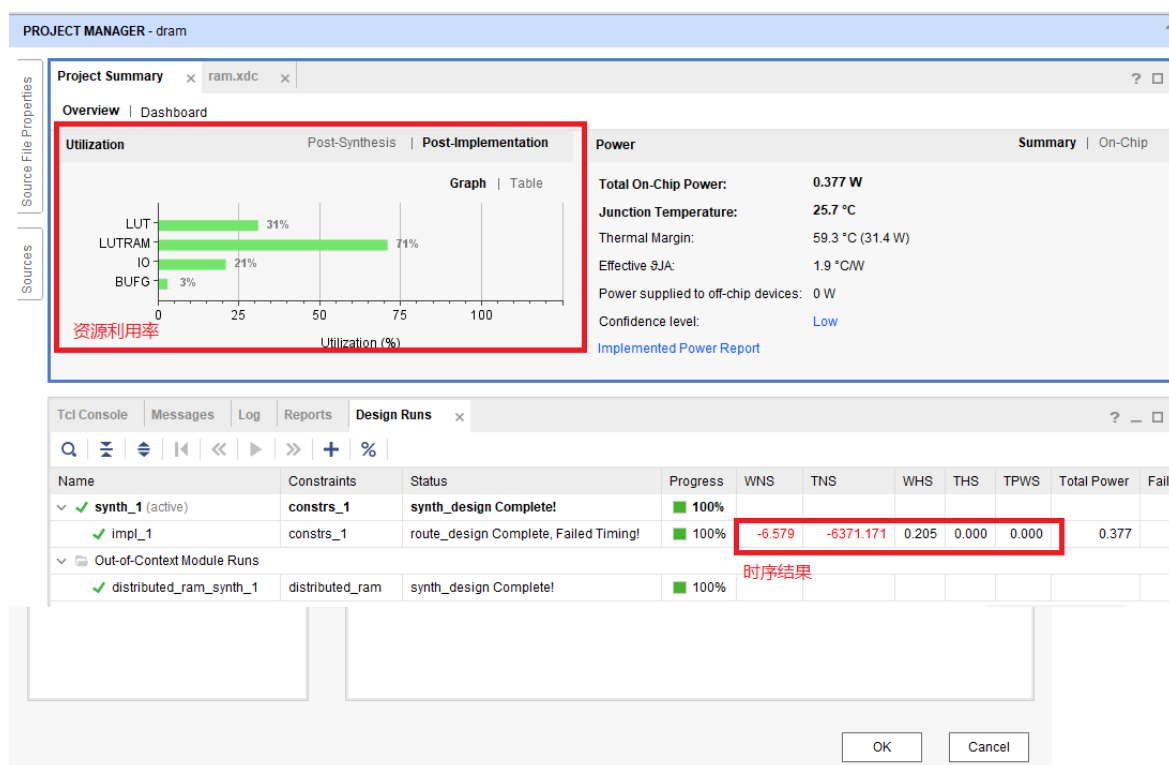 PROJECT MANAGER - dram
Source File Properties
Sources
Project Summary × ram.xdc ×
Overview | Dashboard
Utilization Post-Synthesis | Post-Implementation
Graph | Table
LUT 31%
LUTRAM 71%
IO 21%
BUFG 3%
0 25 50 75 100
资源利用率
Utilization (%)
Power Summary | On-Chip
Total On-Chip Power: 0.377 W
Junction Temperature: 25.7 °C
Thermal Margin: 59.3 °C (31.4 W)
Effective ϑJA: 1.9 °C/W
Power supplied to off-chip devices: 0 W
Confidence level: Low
Implemented Power Report
Tcl Console Messages Log Reports Design Runs ×
Name Constraints Status Progress WNS TNS WHS THS TPWS Total Power Fail
synth_1 (active) constrs_1 synth_design Complete! 100%
impl_1 constrs_1 route_design Complete, Failed Timing! 100% -6.579 -6371.171 0.205 0.000 0.000 0.377
Out-of-Context Module Runs
时序结果
distributed_ram_synth_1 distributed_ram synth_design Complete! 100%
OK Cancel